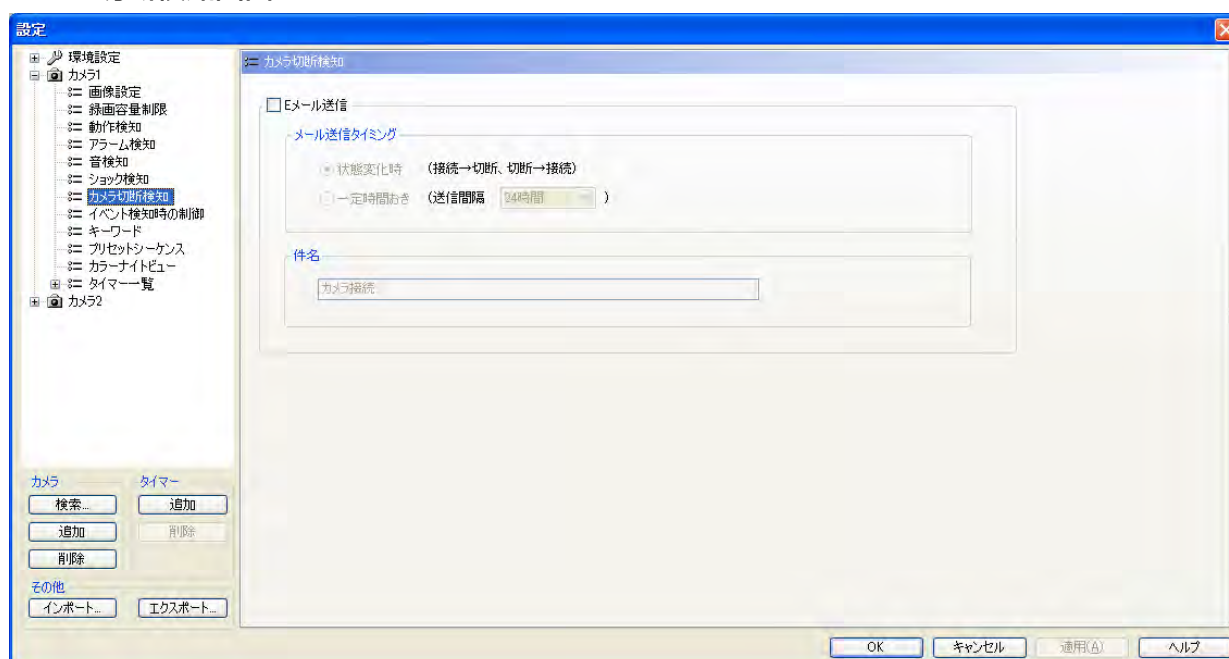 設定
環境設定
カメラ1
画像設定
録画容量制限
動作検知
アラーム検知
音検知
ショック検知
カメラ切断検知
イベント検知時の制御
キーワード
プリセットシーケンス
カラーナイトビュー
タイマー一覧
カメラ2
カメラ タイマー
検索... 追加
追加 削除
削除
その他
インポート... エクスポート...
カメラ切断検知
Eメール送信
メール送信タイミング
状態変化時 (接続→切断、切断→接続)
一定時間おき (送信間隔 24時間 )
件名
カメラ接続
OK キャンセル 適用(A) ヘルプ